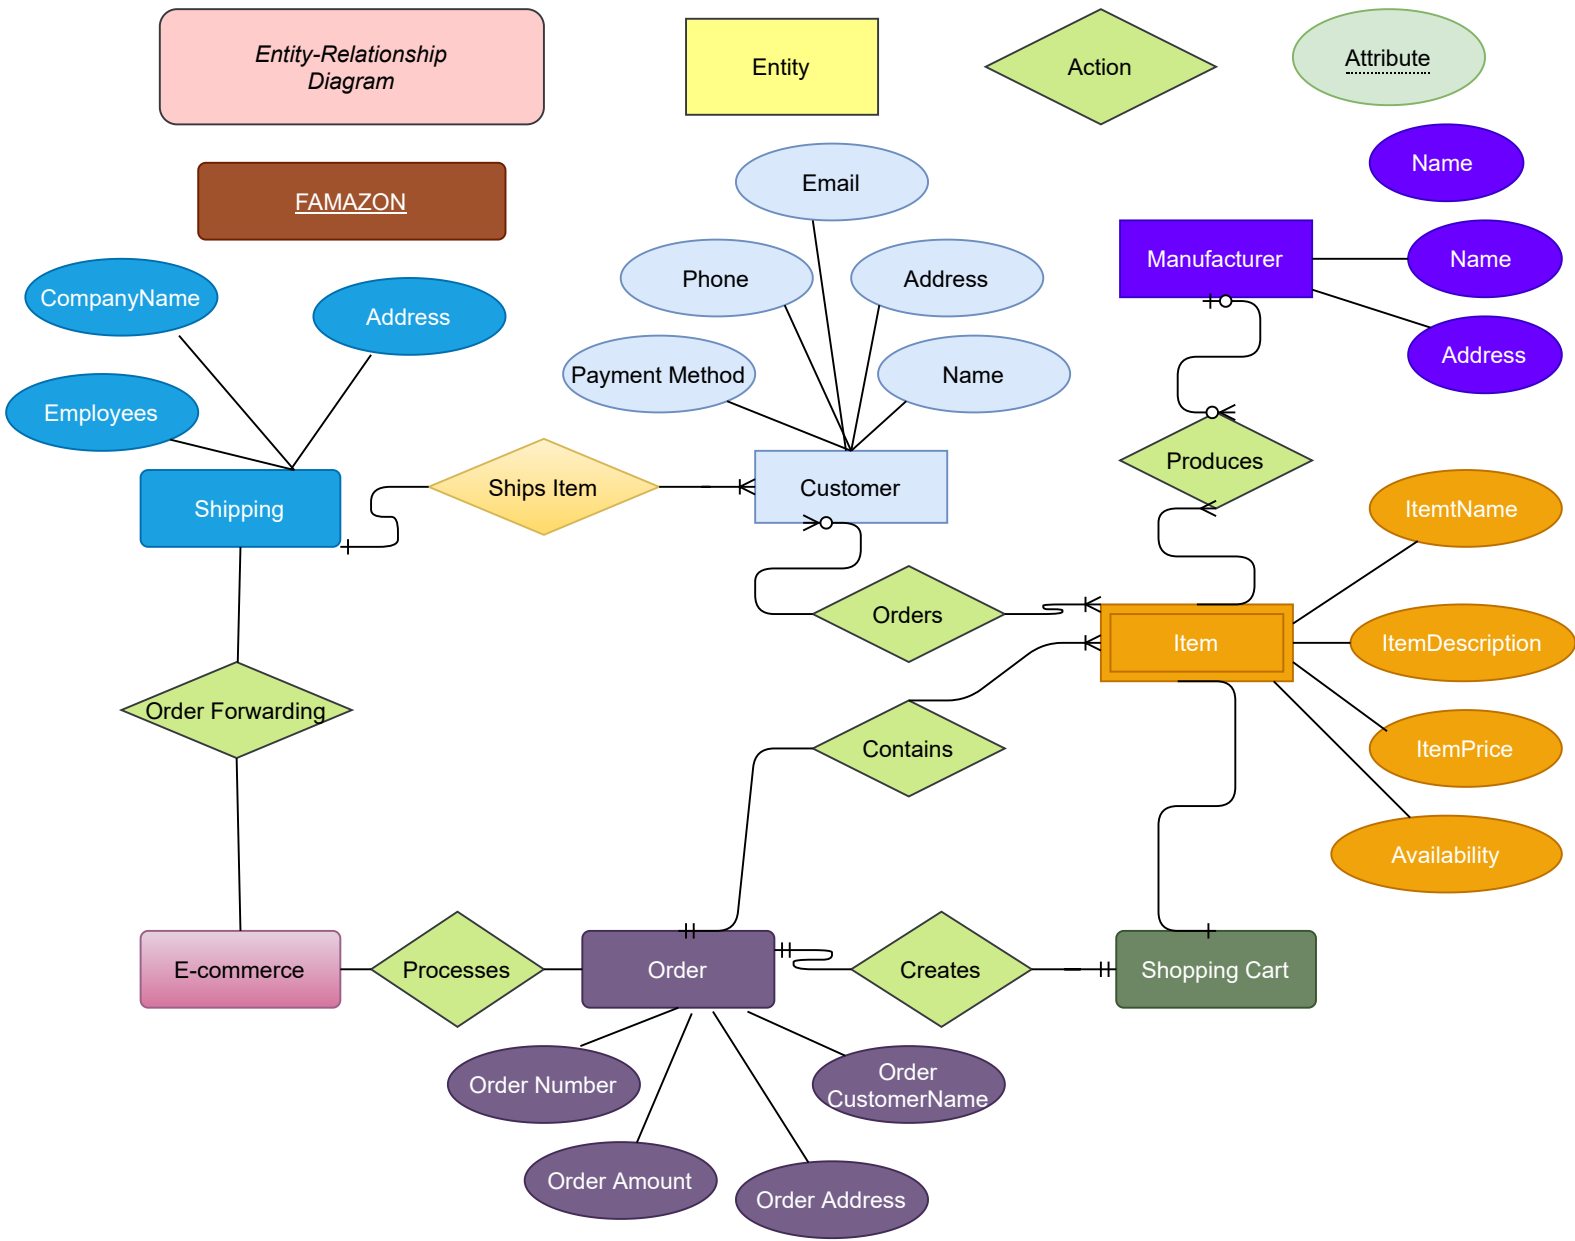 Entity-Relationship
Diagram
Entity
Action
Attribute
FAMAZON
Email
Name
CompanyName
Address
Phone
Address
Manufacturer
Name
Employees
Payment Method
Name
Address
Shipping
Ships Item
Customer
Produces
ItemtName
Orders
Item
ItemDescription
Order Forwarding
Contains
ItemPrice
Availability
E-commerce
Processes
Order
Creates
Shopping Cart
Order Number
Order
CustomerName
Order Amount
Order Address